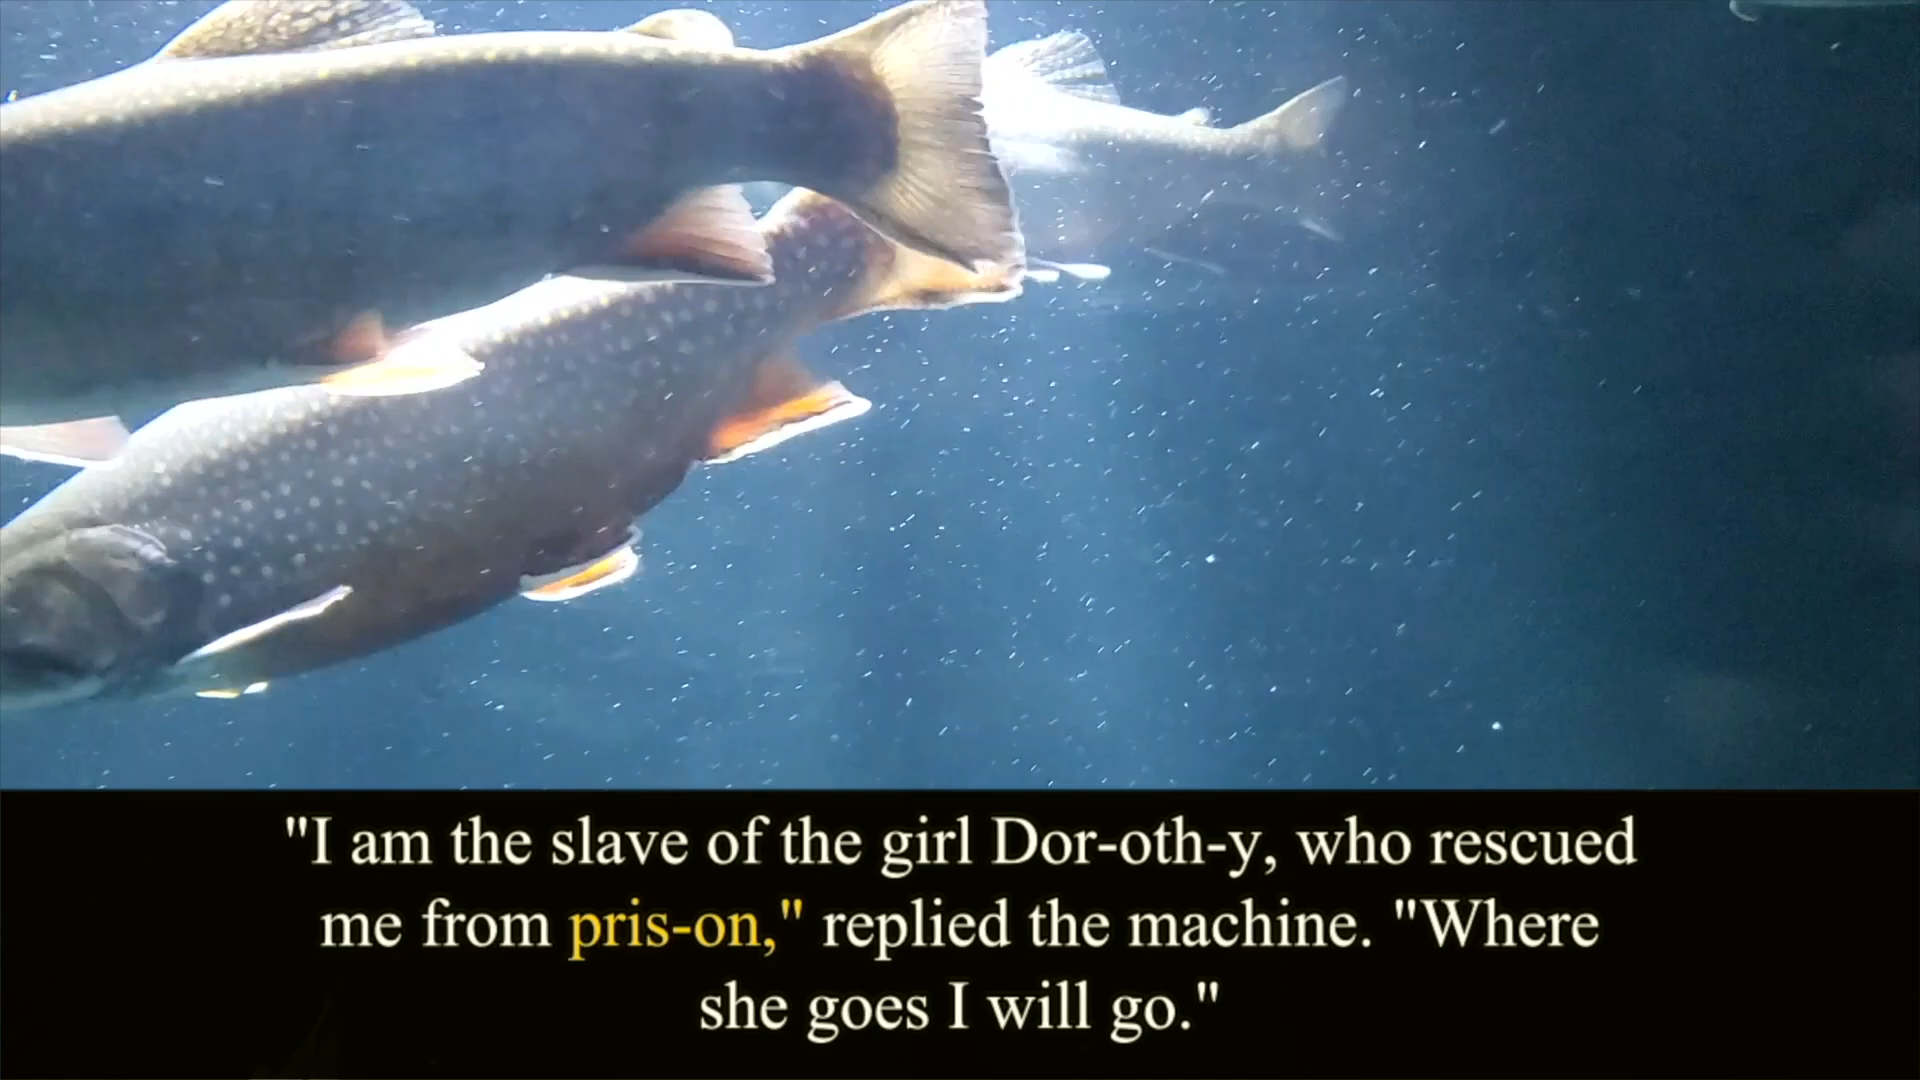 "I am the slave of the girl Dor-oth-y, who rescued
me from pris-on," replied the machine. "Where
she goes I will go."